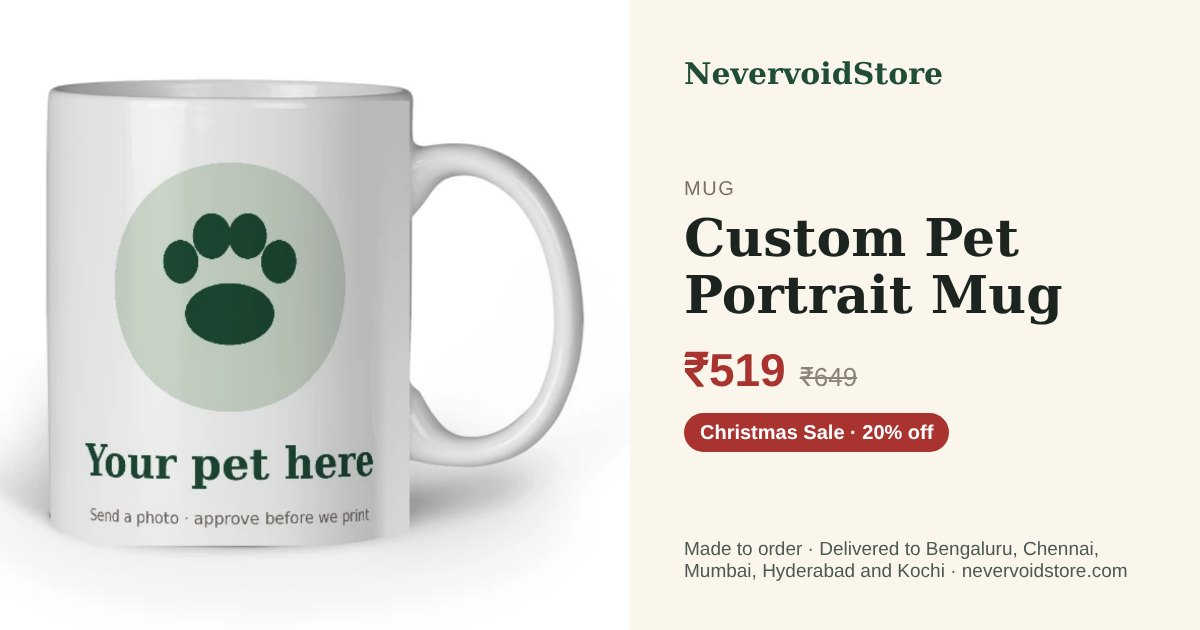 Your pet here
Send a photo · approve before we print
NevervoidStore
MUG
Custom Pet
Portrait Mug
₹519 ₹649
Christmas Sale · 20% off
Made to order · Delivered to Bengaluru, Chennai,
Mumbai, Hyderabad and Kochi · nevervoidstore.com